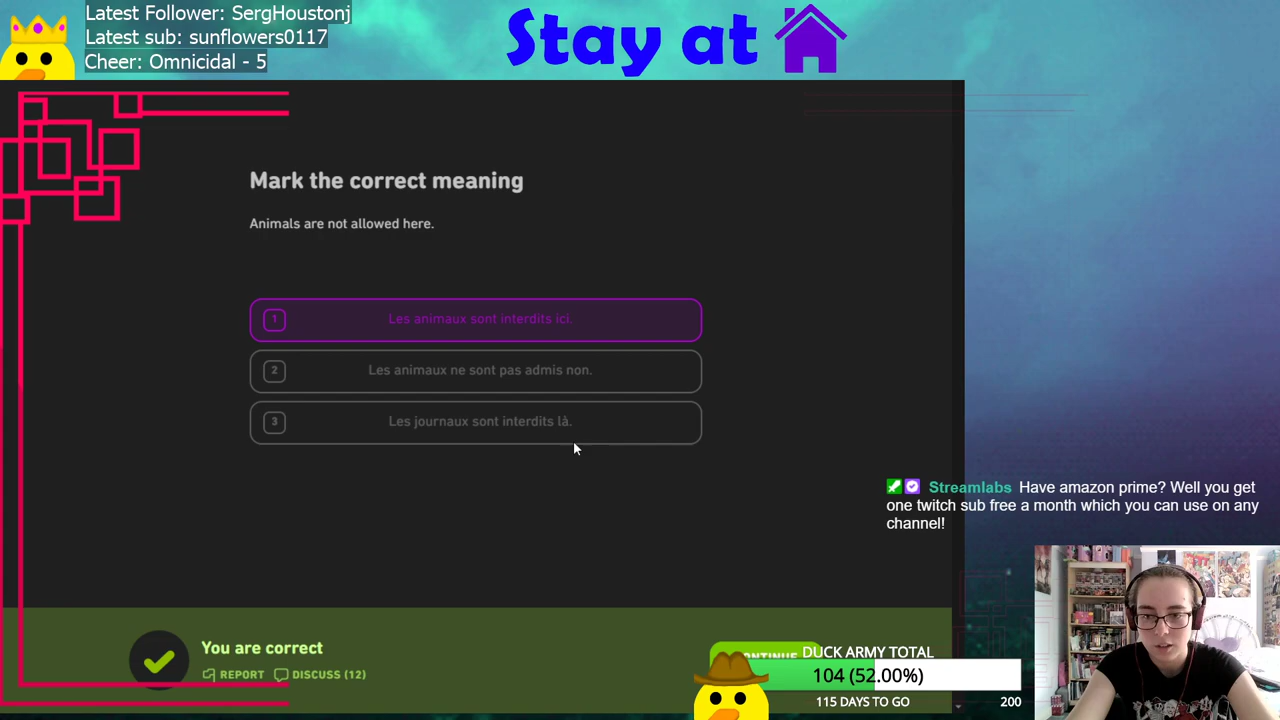 Latest Follower: SergHoustonj
Latest sub: sunflowers0117
Cheer: Omnicidal - 5
Stay at
Mark the correct meaning
Animals are not allowed here.
1 Les animaux sont interdits ici.
2 Les animaux ne sont pas admis non.
3 Les journaux sont interdits là.
Streamlabs Have amazon prime? Well you get
one twitch sub free a month which you can use on any
channel!
You are correct
REPORT DISCUSS (12)
CONTINUE
DUCK ARMY TOTAL
104 (52.00%)
115 DAYS TO GO
200